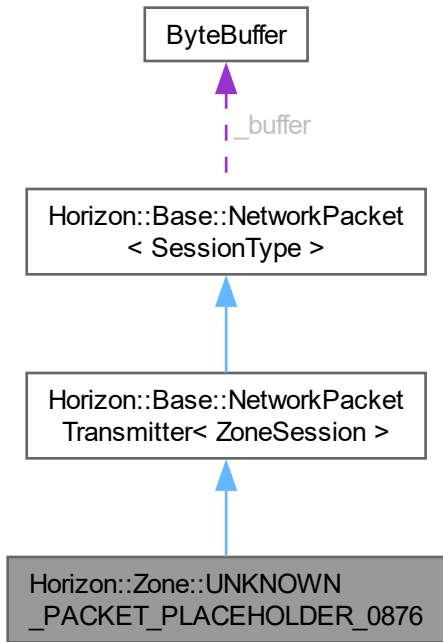 ByteBuffer
_buffer
Horizon::Base::NetworkPacket
< SessionType >
Horizon::Base::NetworkPacket
Transmitter< ZoneSession >
Horizon::Zone::UNKNOWN
_PACKET_PLACEHOLDER_0876